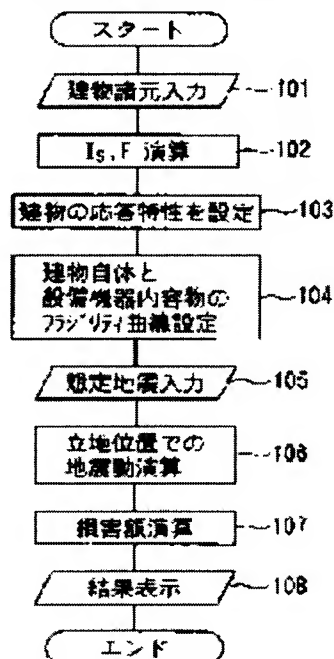 スタート
建物諸元入力
101
Is,F 演算
102
建物の応答特性を設定
103
建物自体と
設備機器内容物の
フラジリティ曲線設定
104
想定地震入力
105
立地位置での
地震動演算
106
損害額演算
107
結果表示
108
エンド